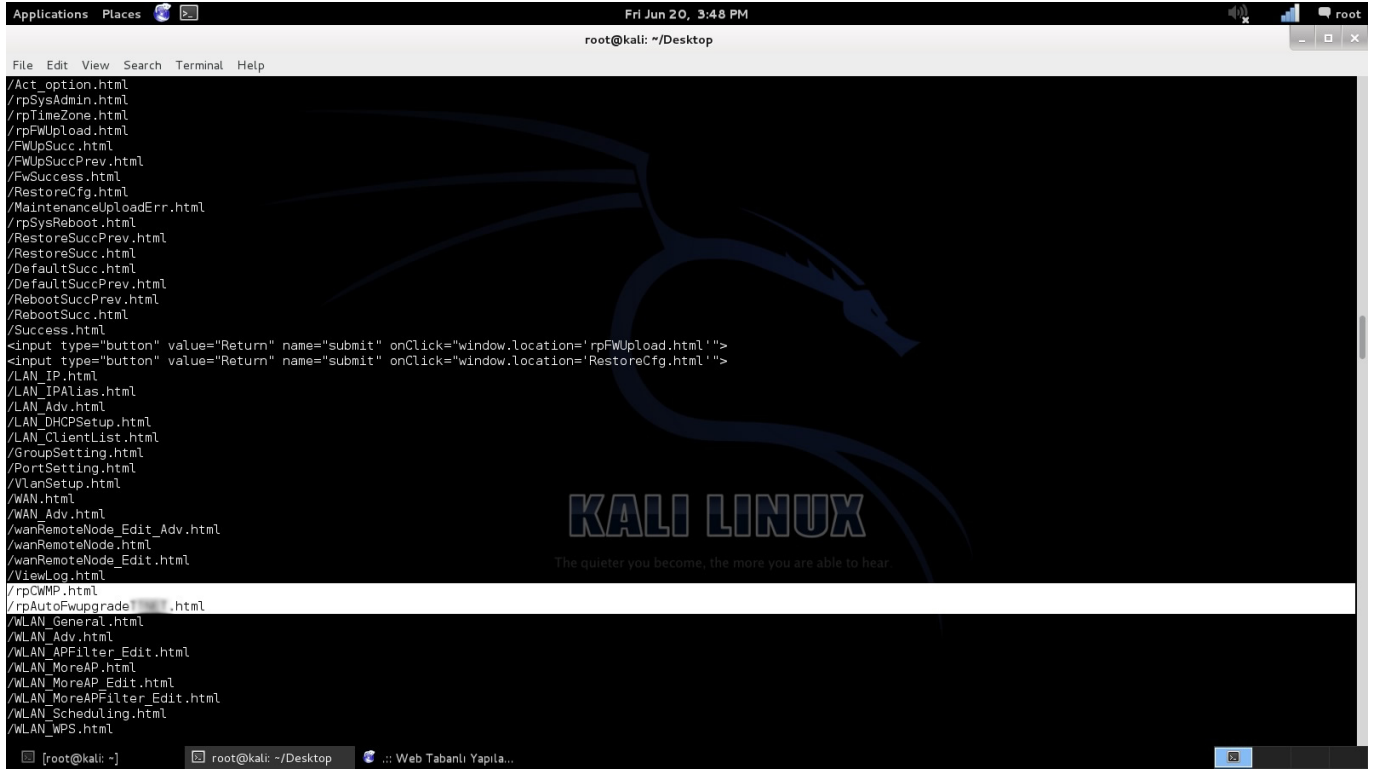 Applications Places
Fri Jun 20, 3:48 PM
root
root@kali: ~/Desktop
File Edit View Search Terminal Help
/Act_option.html
/rpSysAdmin.html
/rpTimeZone.html
/rpFWUpload.html
/FWUpSucc.html
/FWUpSuccPrev.html
/FwSuccess.html
/RestoreCfg.html
/MaintenanceUploadErr.html
/rpSysReboot.html
/RestoreSuccPrev.html
/RestoreSucc.html
/DefaultSucc.html
/DefaultSuccPrev.html
/RebootSuccPrev.html
/RebootSucc.html
/Success.html
<input type="button" value="Return" name="submit" onClick="window.location='rpFWUpload.html'">
<input type="button" value="Return" name="submit" onClick="window.location='RestoreCfg.html'">
/LAN_IP.html
/LAN_IPAlias.html
/LAN_Adv.html
/LAN_DHCPSetup.html
/LAN_ClientList.html
/GroupSetting.html
/PortSetting.html
/VlanSetup.html
/WAN.html
/WAN_Adv.html
/wanRemoteNode_Edit_Adv.html
/wanRemoteNode.html
/wanRemoteNode_Edit.html
/ViewLog.html
/rpCWMP.html
/rpAutoFwupgrade .html
/WLAN_General.html
/WLAN_Adv.html
/WLAN_APFilter_Edit.html
/WLAN_MoreAP.html
/WLAN_MoreAP_Edit.html
/WLAN_MoreAPFilter_Edit.html
/WLAN_Scheduling.html
/WLAN_WPS.html
KALI LINUX
The quieter you become, the more you are able to hear.
[root@kali: ~]
root@kali: ~/Desktop
.:: Web Tabanlı Yapıla...